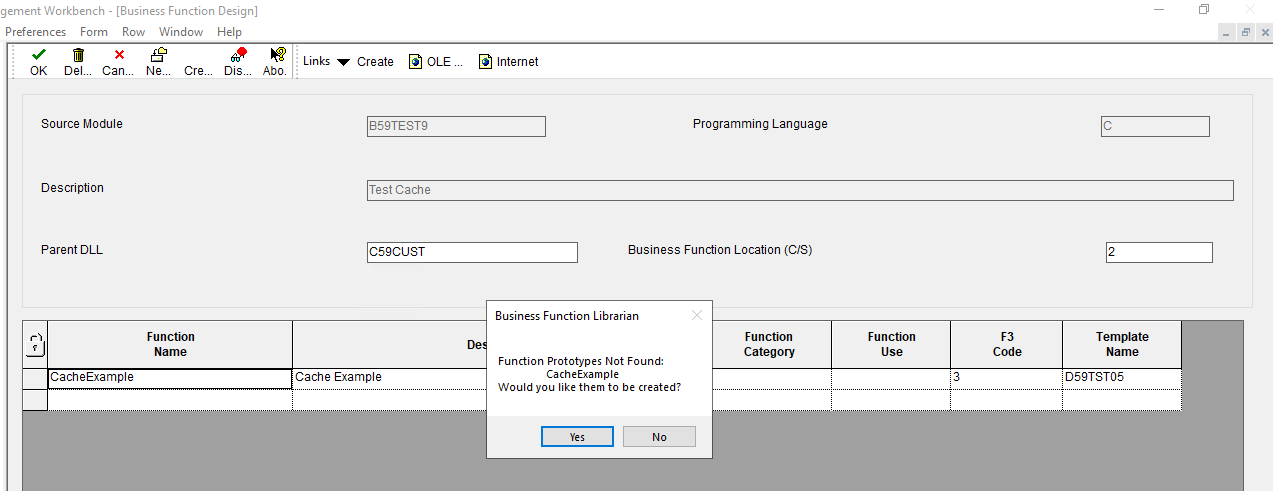 gement Workbench - [Business Function Design]
Preferences Form Row Window Help
OK Del... Can... Ne... Cre... Dis... Abo. Links Create OLE ... Internet
Source Module B59TEST9 Programming Language C
Description Test Cache
Parent DLL C59CUST Business Function Location (C/S) 2
Business Function Librarian
Function Prototypes Not Found:
CacheExample
Would you like them to be created?
Yes No
Function Name Des Function Category Function Use F3 Code Template Name
CacheExample Cache Example 3 D59TST05